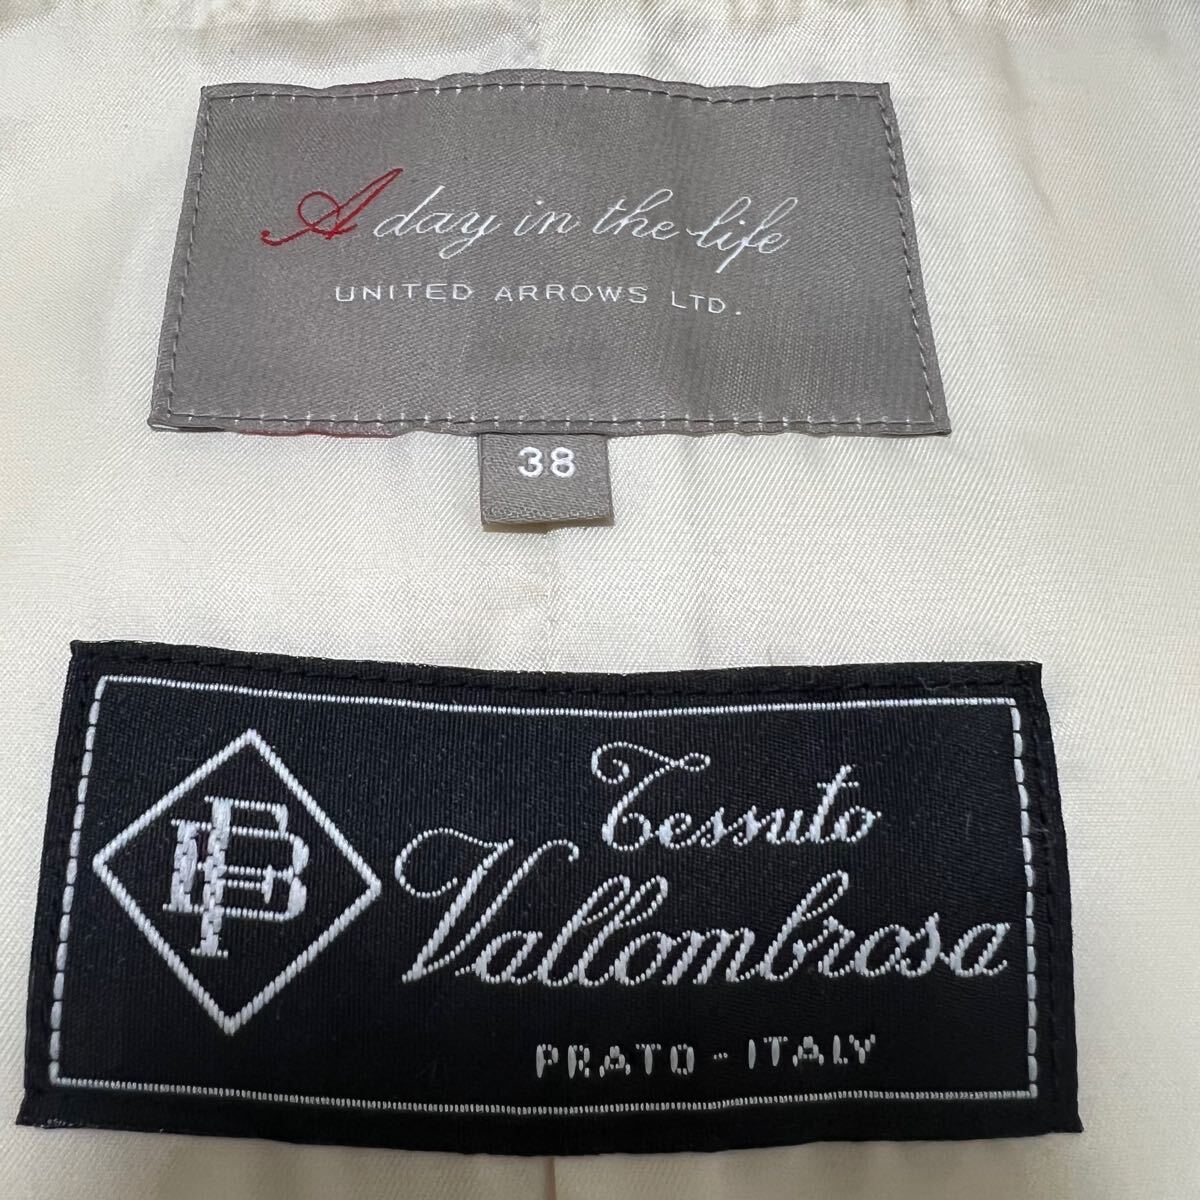 A day in the life
UNITED ARROWS LTD.
38
Tessuto
Vallombrosa
PRATO - ITALY